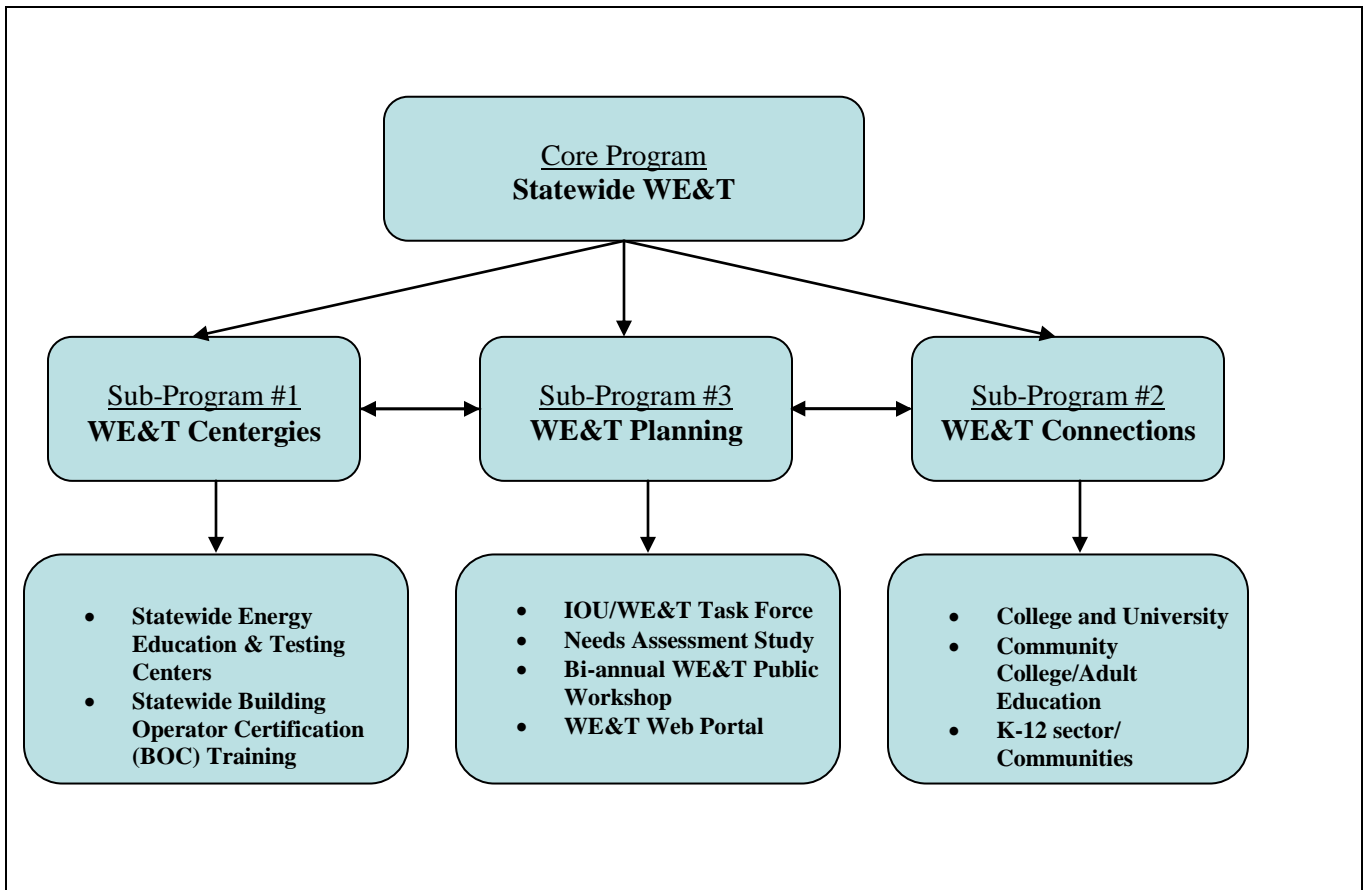 Core Program
Statewide WE&T
Sub-Program #1
WE&T Centergies
Sub-Program #3
WE&T Planning
Sub-Program #2
WE&T Connections
• Statewide Energy
Education & Testing
Centers
• Statewide Building
Operator Certification
(BOC) Training
• IOU/WE&T Task Force
• Needs Assessment Study
• Bi-annual WE&T Public
Workshop
• WE&T Web Portal
• College and University
• Community
College/Adult
Education
• K-12 sector/
Communities